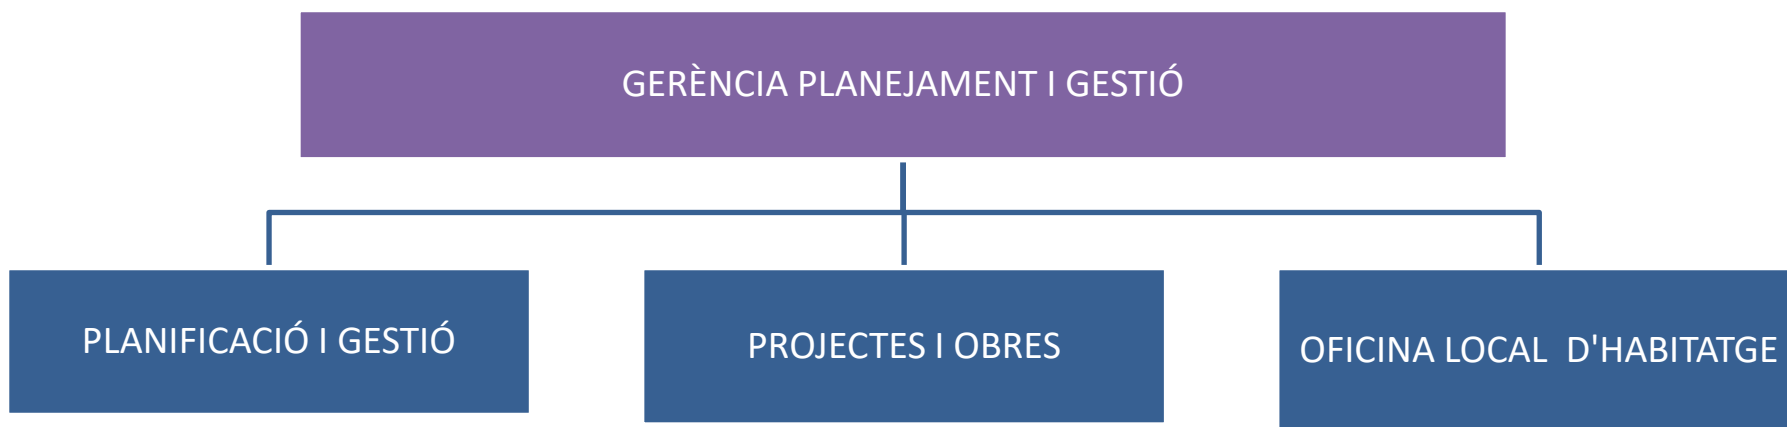 GERÈNCIA PLANEJAMENT I GESTIÓ
PLANIFICACIÓ I GESTIÓ
PROJECTES I OBRES
OFICINA LOCAL D'HABITATGE